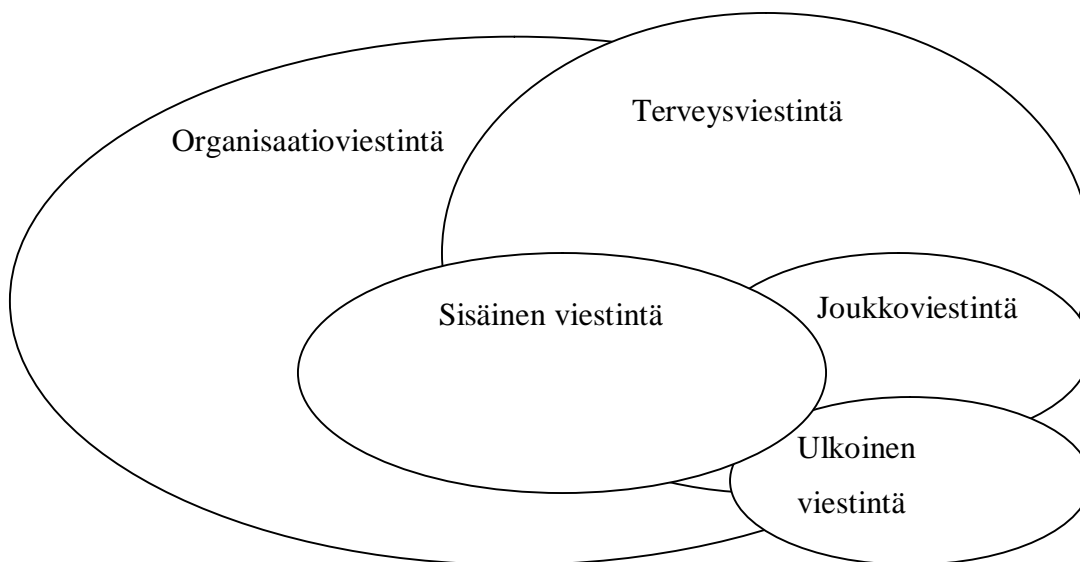 Terveysviestintä
Organisaatioviestintä
Sisäinen viestintä
Joukkoviestintä
Ulkoinen
viestintä